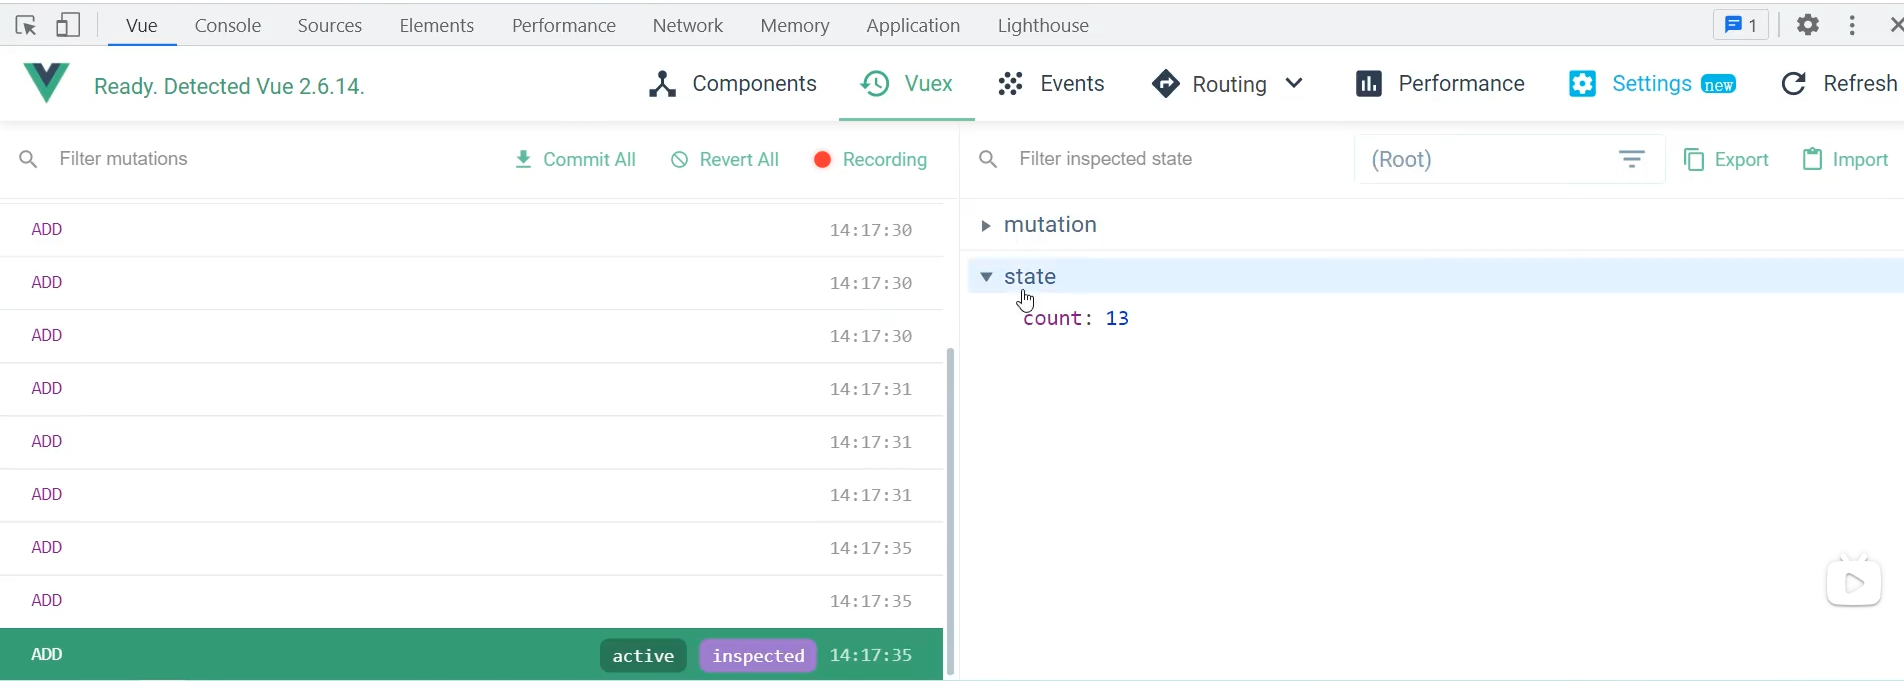 Vue Console Sources Elements Performance Network Memory Application Lighthouse 1
Ready. Detected Vue 2.6.14. Components Vuex Events Routing Performance Settings new Refresh
Filter mutations Commit All Revert All Recording Filter inspected state (Root) Export Import
ADD 14:17:30
ADD 14:17:30
ADD 14:17:30
ADD 14:17:31
ADD 14:17:31
ADD 14:17:31
ADD 14:17:35
ADD 14:17:35
ADD active inspected 14:17:35
mutation
state
count: 13